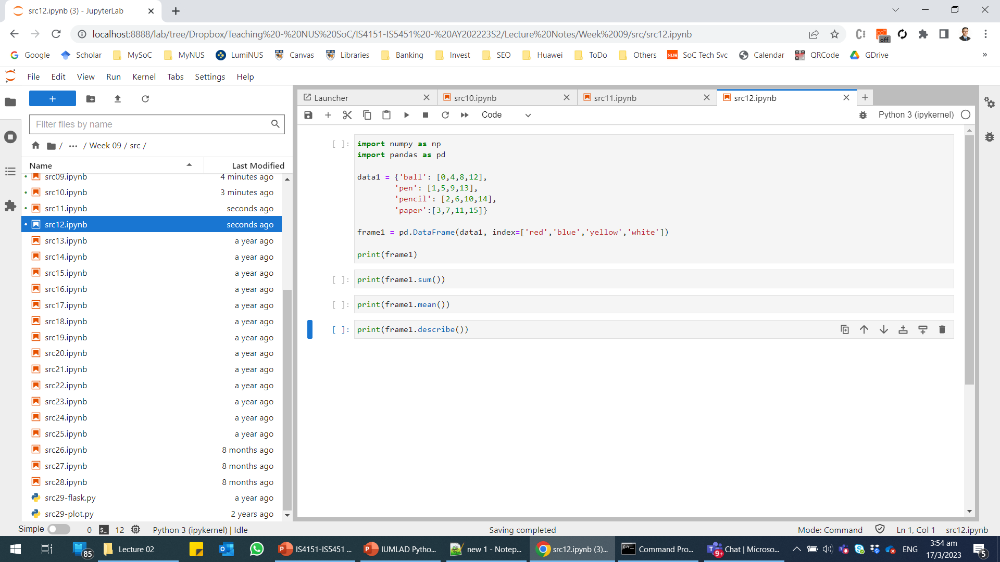 src12.ipynb (3) - JupyterLab
localhost:8888/lab/tree/Dropbox/Teaching%20-%20NUS%20SoC/IS4151-IS5451%20-%20AY202223S2/Lecture%20Notes/Week%2009/src/src12.ipynb
off
Google Scholar MySoC MyNUS LumiNUS Canvas Libraries Banking Invest SEO Huawei ToDo Others NUS SoC Tech Svc Calendar QRCode GDrive »
File Edit View Run Kernel Tabs Settings Help
Launcher src10.ipynb src11.ipynb src12.ipynb
Code Python 3 (ipykernel)
Filter files by name
/ ··· / Week 09 / src /
Name Last Modified
src09.ipynb 4 minutes ago
src10.ipynb 3 minutes ago
src11.ipynb seconds ago
src12.ipynb seconds ago
src13.ipynb a year ago
src14.ipynb a year ago
src15.ipynb a year ago
src16.ipynb a year ago
src17.ipynb a year ago
src18.ipynb a year ago
src19.ipynb a year ago
src20.ipynb a year ago
src21.ipynb a year ago
src22.ipynb a year ago
src23.ipynb a year ago
src24.ipynb a year ago
src25.ipynb a year ago
src26.ipynb 8 months ago
src27.ipynb 8 months ago
src28.ipynb 8 months ago
src29-flask.py a year ago
src29-plot.py 2 years ago
[ ]: import numpy as np
import pandas as pd
data1 = {'ball': [0,4,8,12],
'pen': [1,5,9,13],
'pencil': [2,6,10,14],
'paper':[3,7,11,15]}
frame1 = pd.DataFrame(data1, index=['red','blue','yellow','white'])
print(frame1)
[ ]: print(frame1.sum())
[ ]: print(frame1.mean())
[ ]: print(frame1.describe())
Simple 0 $_ 12 Python 3 (ipykernel) | Idle Saving completed Mode: Command Ln 1, Col 1 src12.ipynb
85 Lecture 02 IS4151-IS5451 ... IUMLAD Pytho... new 1 - Notep... src12.ipynb (3)... Command Pro... 9+ Chat | Microso... ENG 3:54 am
17/3/2023 5